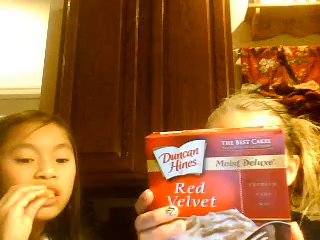 THE BEST CAKES
Duncan
Hines
Moist Deluxe
Red
Velvet